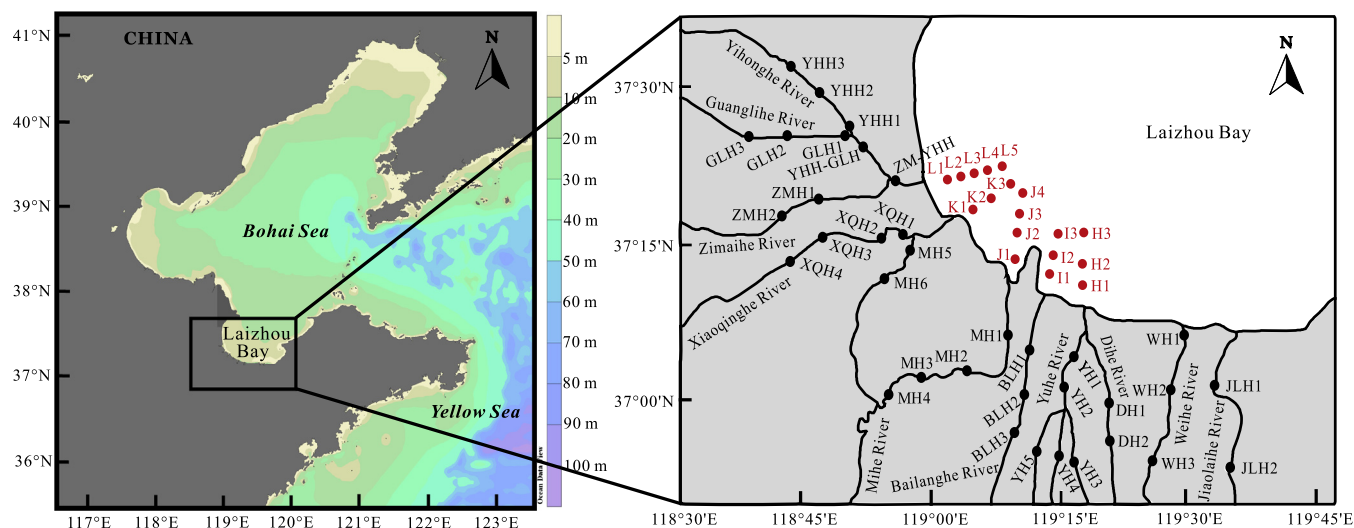 CHINA
N
Bohai Sea
Laizhou
Bay
Yellow Sea
41°N
40°N
39°N
38°N
37°N
36°N
117°E
118°E
119°E
120°E
121°E
122°E
123°E
5 m
10 m
20 m
30 m
40 m
50 m
60 m
70 m
80 m
90 m
100 m
Ocean Data View
N
Laizhou Bay
37°30'N
37°15'N
37°00'N
118°30'E
118°45'E
119°00'E
119°15'E
119°30'E
119°45'E
Yihonghe River
YHH3
YHH2
YHH1
Guanglihe River
GLH3
GLH2
GLH1
YHH-GLH
ZM-YHH
ZMH1
ZMH2
Zimaihe River
XQH1
XQH2
XQH3
XQH4
Xiaoqinghe River
MH5
MH6
MH1
MH2
MH3
MH4
Mihe River
BLH1
BLH2
BLH3
Bailanghe River
Yuhe River
YH1
YH2
YH5
YH4
YH3
Dihe River
DH1
DH2
WH1
WH2
WH3
Weihe River
JLH1
JLH2
Jiaolaihe River
L1
L2
L3
L4
L5
K1
K2
K3
J4
J3
J2
J1
I3
I2
I1
H3
H2
H1